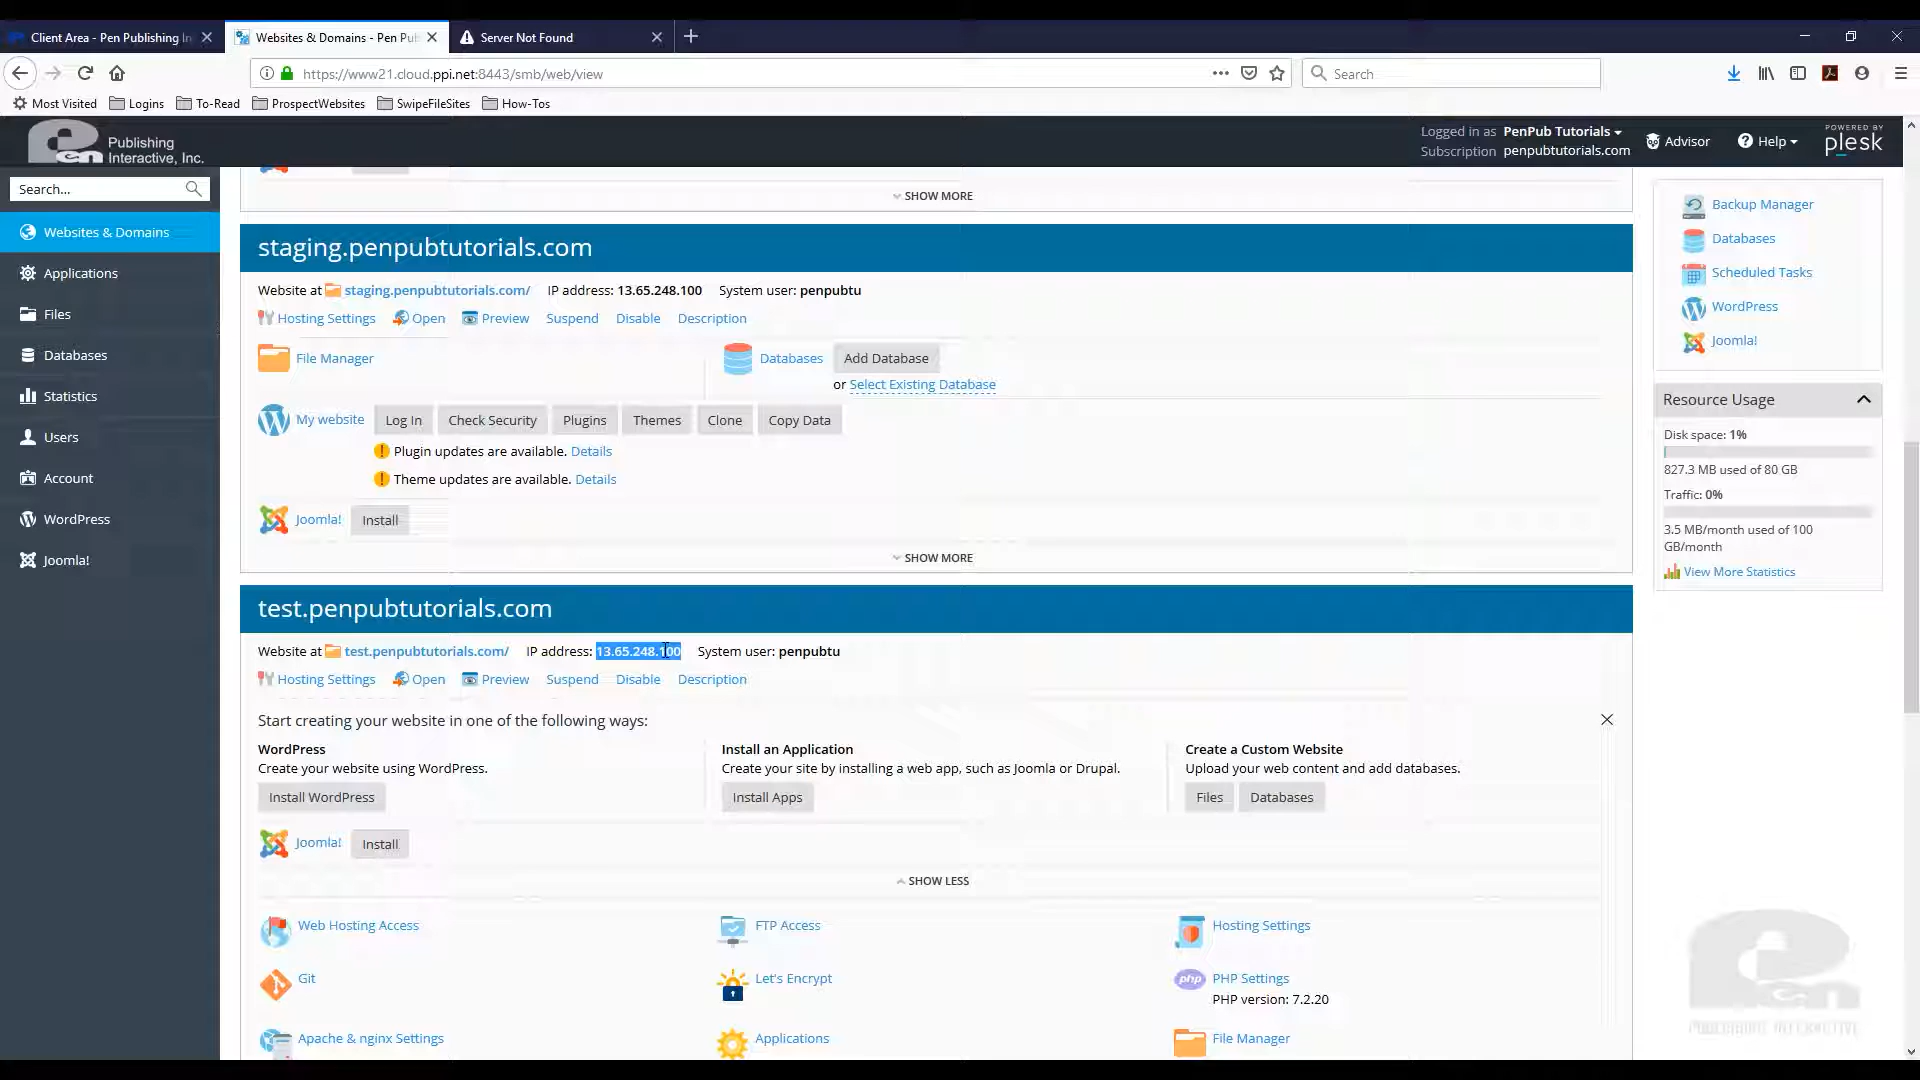 Client Area - Pen Publishing In
Websites & Domains - Pen Pub
Server Not Found
https://www21.cloud.ppi.net:8443/smb/web/view
Search
Most Visited Logins To-Read ProspectWebsites SwipeFileSites How-Tos
Publishing
Interactive, Inc.
Logged in as PenPub Tutorials
Subscription penpubtutorials.com
Advisor
Help
POWERED BY
plesk
Search...
Websites & Domains
Applications
Files
Databases
Statistics
Users
Account
WordPress
Joomla!
SHOW MORE
staging.penpubtutorials.com
Website at staging.penpubtutorials.com/ IP address: 13.65.248.100 System user: penpubtu
Hosting Settings Open Preview Suspend Disable Description
File Manager
Databases Add Database
or Select Existing Database
My website Log In Check Security Plugins Themes Clone Copy Data
Plugin updates are available. Details
Theme updates are available. Details
Joomla! Install
SHOW MORE
test.penpubtutorials.com
Website at test.penpubtutorials.com/ IP address: 13.65.248.100 System user: penpubtu
Hosting Settings Open Preview Suspend Disable Description
Start creating your website in one of the following ways:
WordPress
Create your website using WordPress.
Install WordPress
Install an Application
Create your site by installing a web app, such as Joomla or Drupal.
Install Apps
Create a Custom Website
Upload your web content and add databases.
Files Databases
Joomla! Install
SHOW LESS
Web Hosting Access FTP Access Hosting Settings
Git Let's Encrypt PHP Settings
PHP version: 7.2.20
Apache & nginx Settings Applications File Manager
Backup Manager
Databases
Scheduled Tasks
WordPress
Joomla!
Resource Usage
Disk space: 1%
827.3 MB used of 80 GB
Traffic: 0%
3.5 MB/month used of 100
GB/month
View More Statistics
PUBLISHING INTERACTIVE